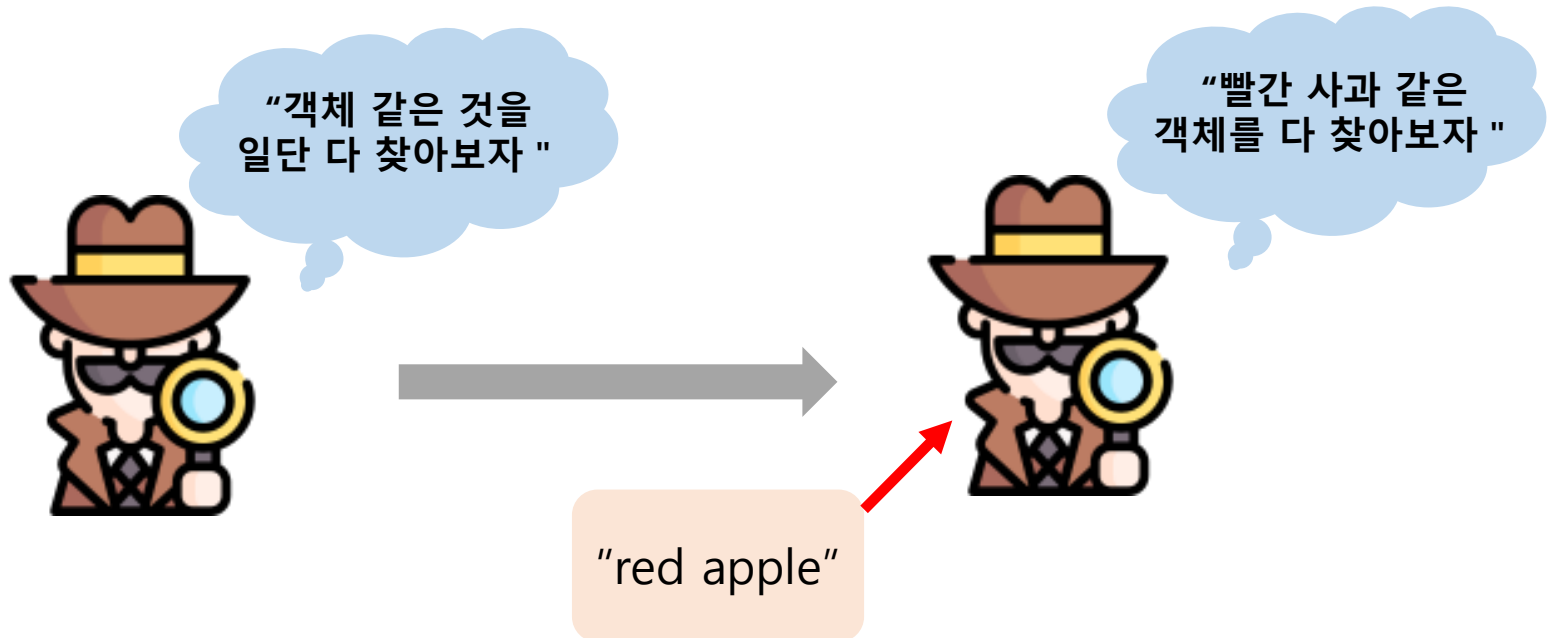 “객체 같은 것을
일단 다 찾아보자 "
“빨간 사과 같은
객체를 다 찾아보자 "
“red apple“